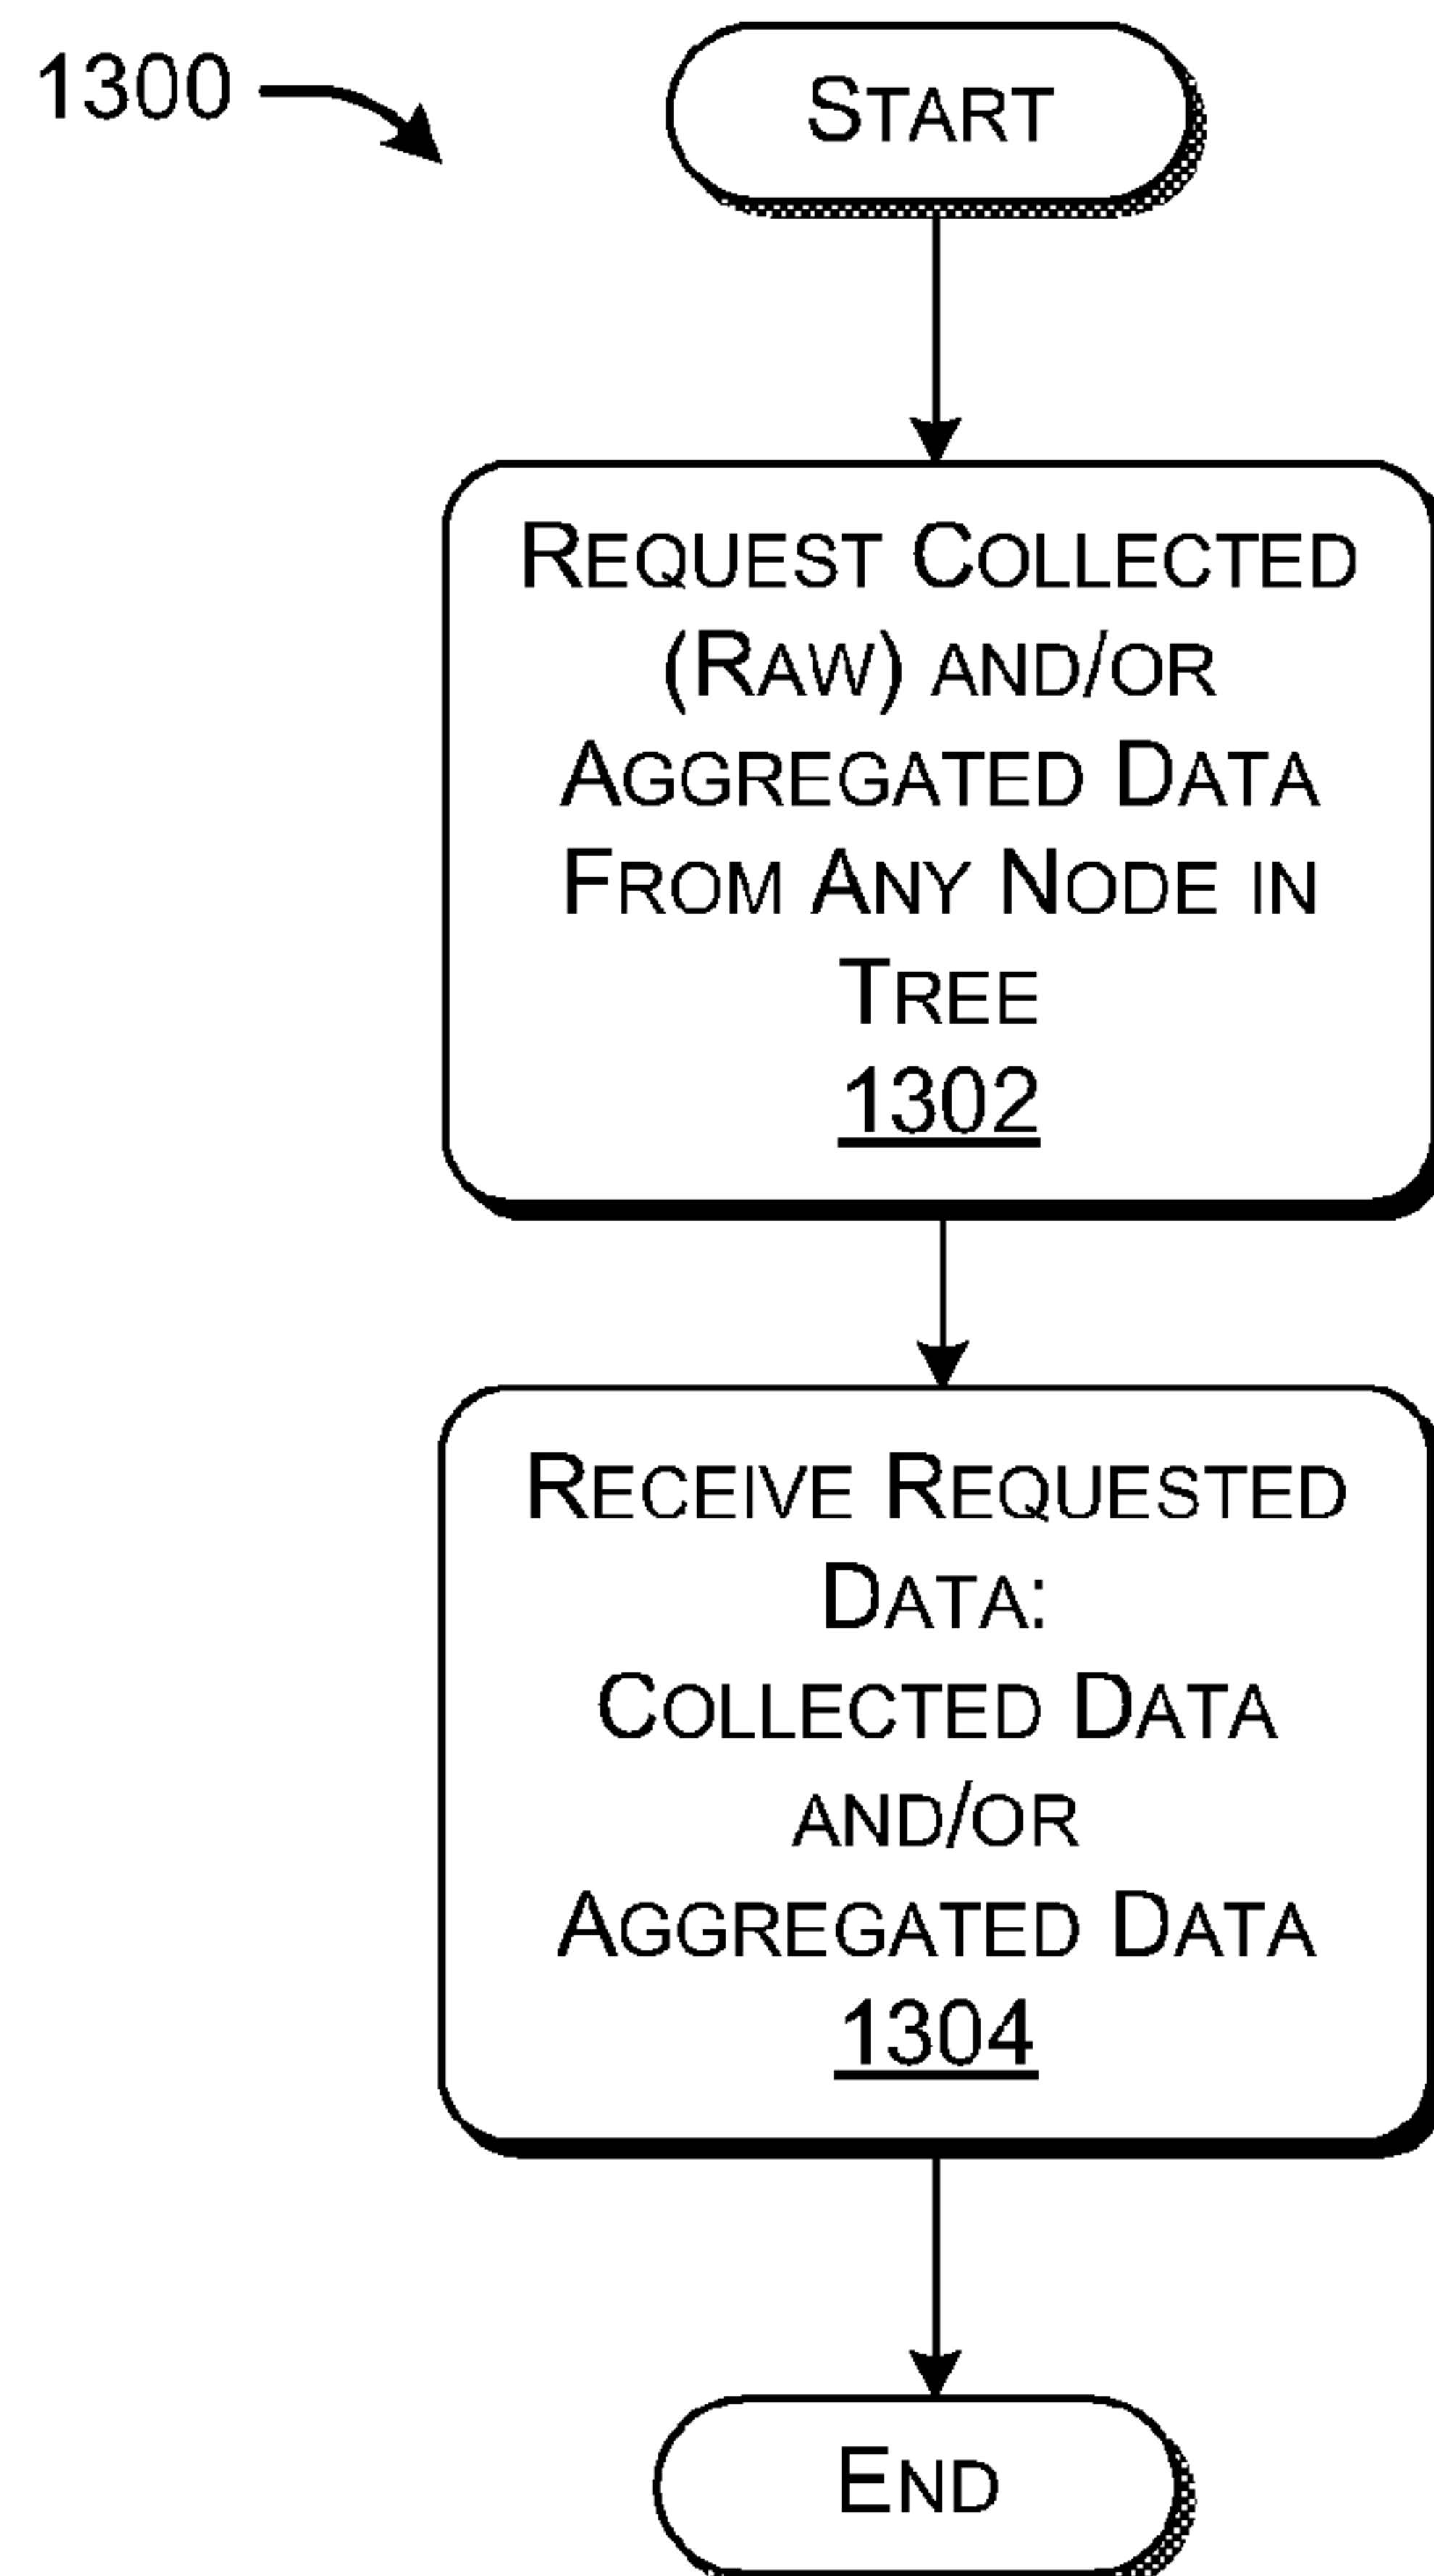 1300
START
REQUEST COLLECTED
(RAW) AND/OR
AGGREGATED DATA
FROM ANY NODE IN
TREE
1302
RECEIVE REQUESTED
DATA:
COLLECTED DATA
AND/OR
AGGREGATED DATA
1304
END